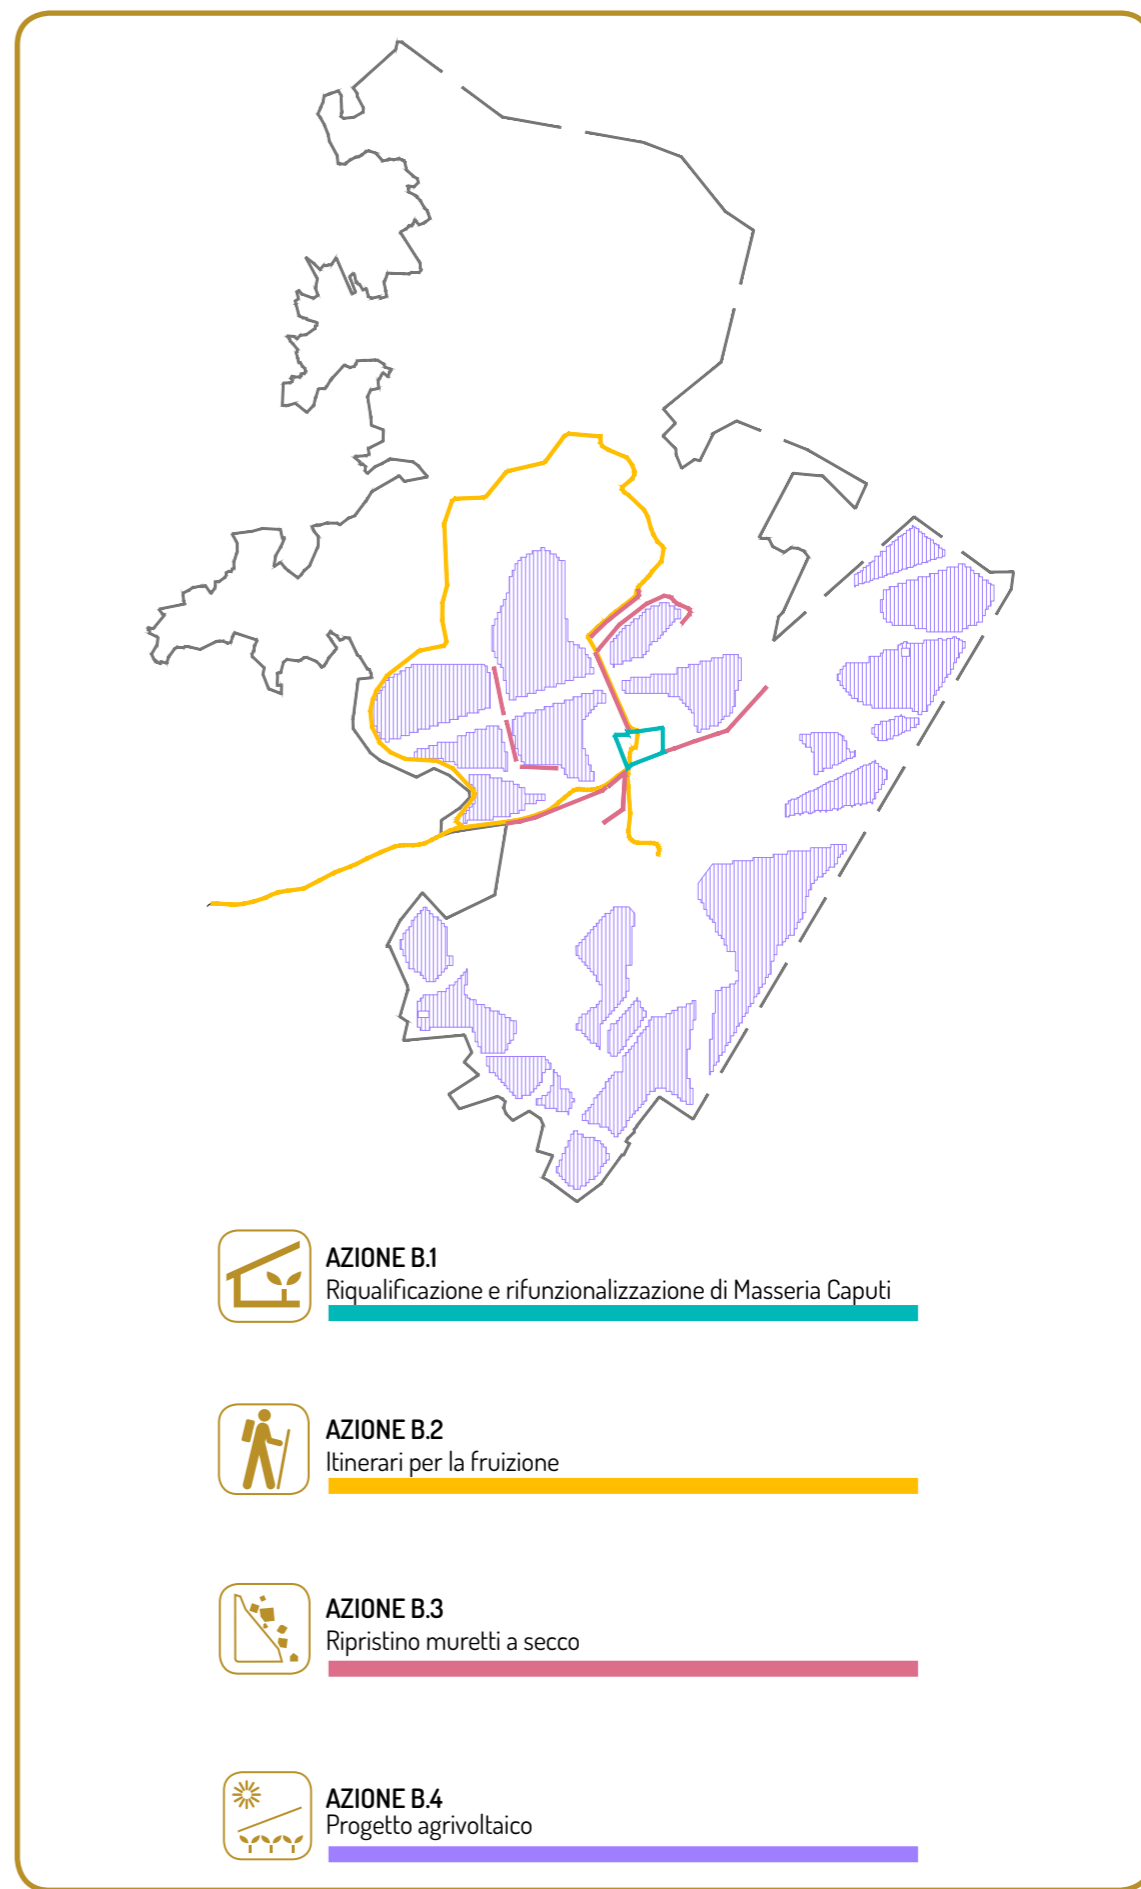 AZIONE B.1
Riqualificazione e rifunzionalizzazione di Masseria Caputi
AZIONE B.2
Itinerari per la fruizione
AZIONE B.3
Ripristino muretti a secco
AZIONE B.4
Progetto agrivoltaico